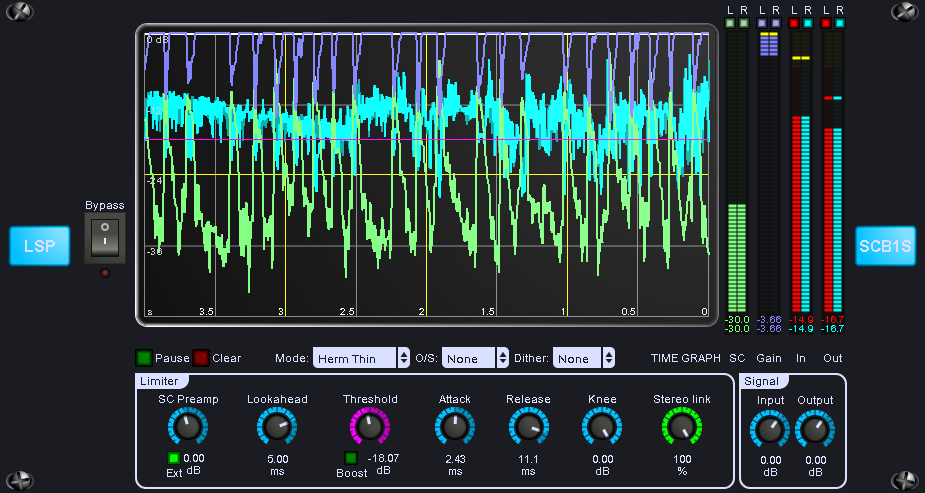 L R L R L R L R
0 dB
-12
-24
-36
s 3.5 3 2.5 2 1.5 1 0.5 0
Bypass
LSP
SCB1S
-30.0 -3.66 -14.9 -16.7
-30.0 -3.66 -14.9 -16.7
Pause Clear Mode: Herm Thin O/S: None Dither: None TIME GRAPH SC Gain In Out
Limiter
SC Preamp Lookahead Threshold Attack Release Knee Stereo link
Ext 0.00 dB
5.00 ms
Boost -18.07 dB
2.43 ms
11.1 ms
0.00 dB
100 %
Signal
Input Output
0.00 dB
0.00 dB